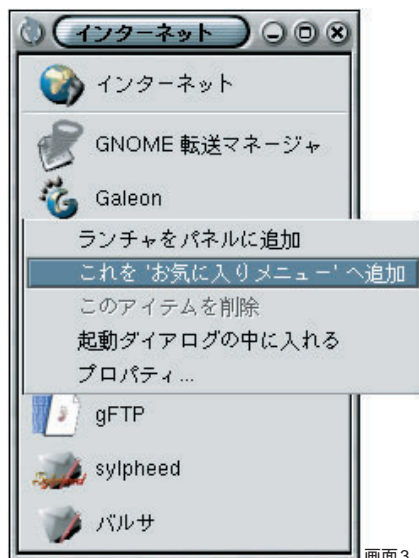 インターネット
インターネット
GNOME 転送マネージャ
Galeon
ランチャをパネルに追加
これを 'お気に入りメニュー' へ追加
このアイテムを削除
起動ダイアログの中に入れる
プロパティ...
gFTP
sylpheed
バルサ
画面3